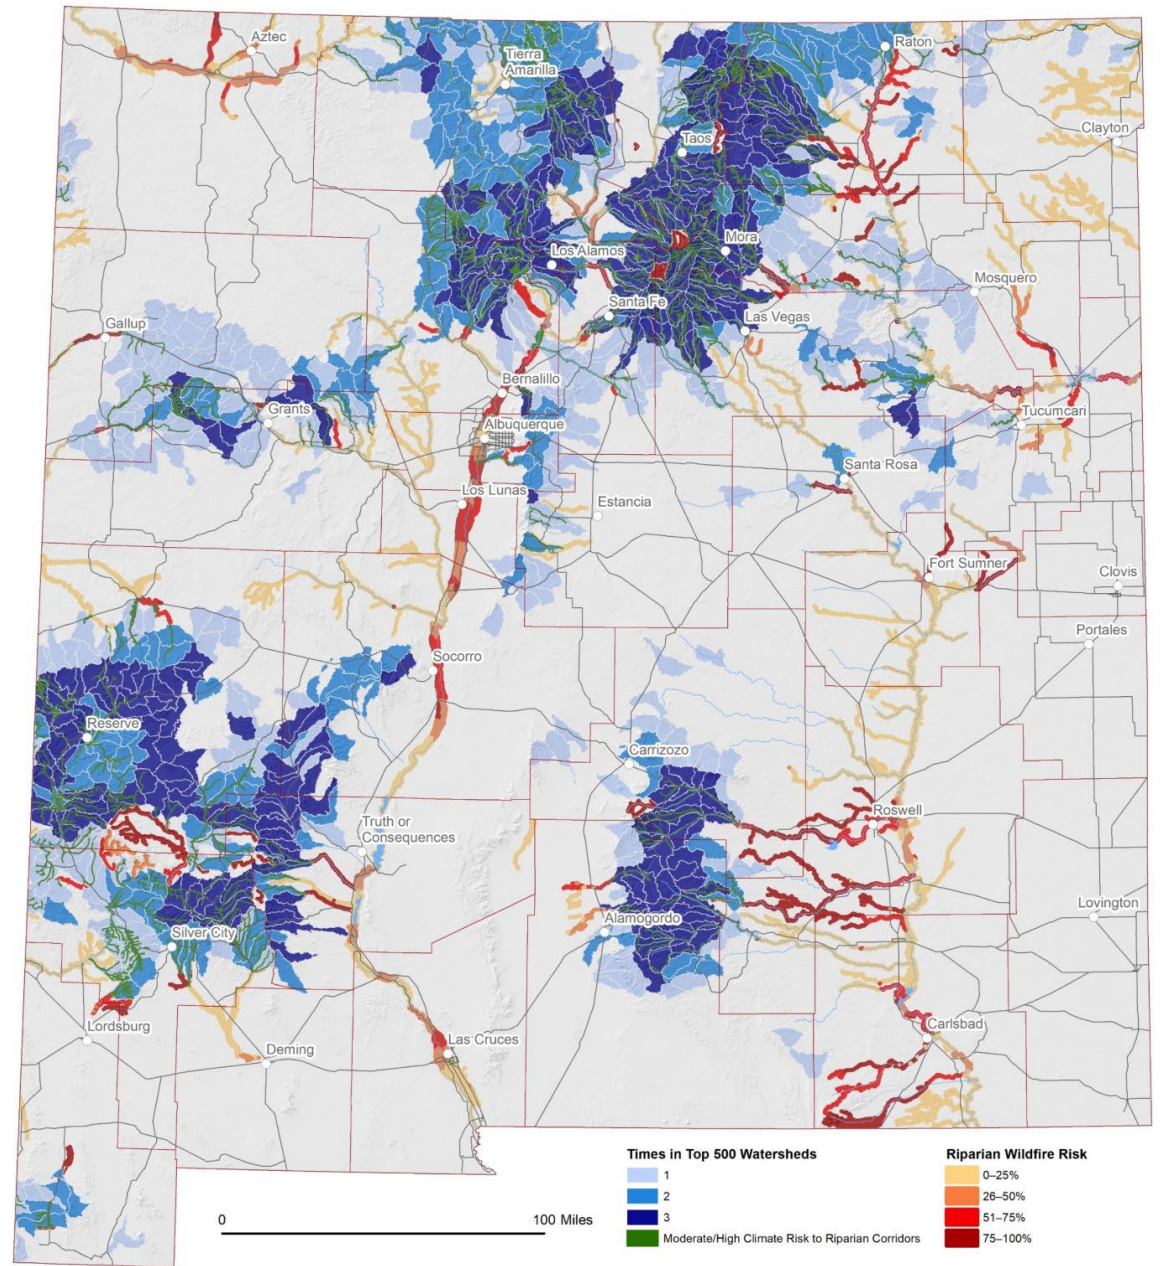 Aztec
Raton
Tierra
Amarilla
Clayton
Taos
Mora
Los Alamos
Mosquero
Santa Fe
Las Vegas
Gallup
Bernalillo
Grants
Tucumcari
Albuquerque
Santa Rosa
Los Lunas
Estancia
Fort Sumner
Clovis
Portales
Socorro
Reserve
Carrizozo
Roswell
Truth or
Consequences
Lovington
Alamogordo
Silver City
Lordsburg
Carlsbad
Las Cruces
Deming
Times in Top 500 Watersheds
1
2
3
Moderate/High Climate Risk to Riparian Corridors
Riparian Wildfire Risk
0–25%
26–50%
51–75%
75–100%
0
100 Miles